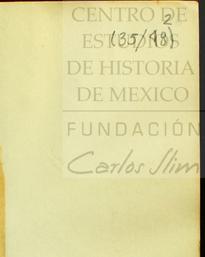 CENTRO DE
ESTUDIOS
DE HISTORIA
DE MEXICO
FUNDACIÓN
Carlos Slim